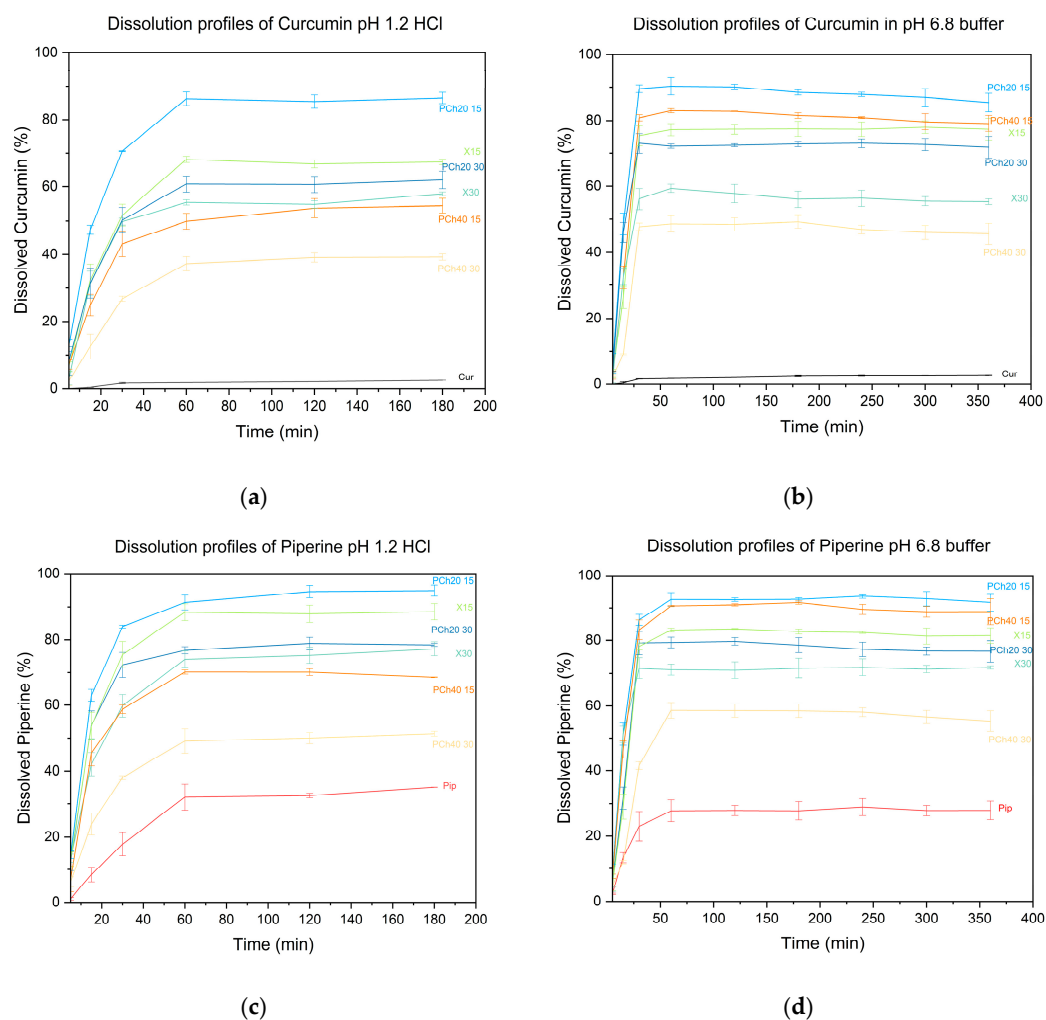 Dissolution profiles of Curcumin pH 1.2 HCl
100
80
60
40
20
0
Dissolved Curcumin (%)
PCh20 15
X15
PCh20 30
X30
PCh40 15
PCh40 30
Cur
20 40 60 80 100 120 140 160 180 200
Time (min)
(a)
Dissolution profiles of Curcumin in pH 6.8 buffer
100
80
60
40
20
0
Dissolved Curcumin (%)
PCh20 15
PCh40 15
X15
PCh20 30
X30
PCh40 30
Cur
50 100 150 200 250 300 350 400
Time (min)
(b)
Dissolution profiles of Piperine pH 1.2 HCl
100
80
60
40
20
0
Dissolved Piperine (%)
PCh20 15
X15
PCh20 30
X30
PCh40 15
PCh40 30
Pip
20 40 60 80 100 120 140 160 180 200
Time (min)
(c)
Dissolution profiles of Piperine pH 6.8 buffer
100
80
60
40
20
0
Dissolved Piperine (%)
PCh20 15
PCh40 15
X15
PCh20 30
X30
PCh40 30
Pip
50 100 150 200 250 300 350 400
Time (min)
(d)